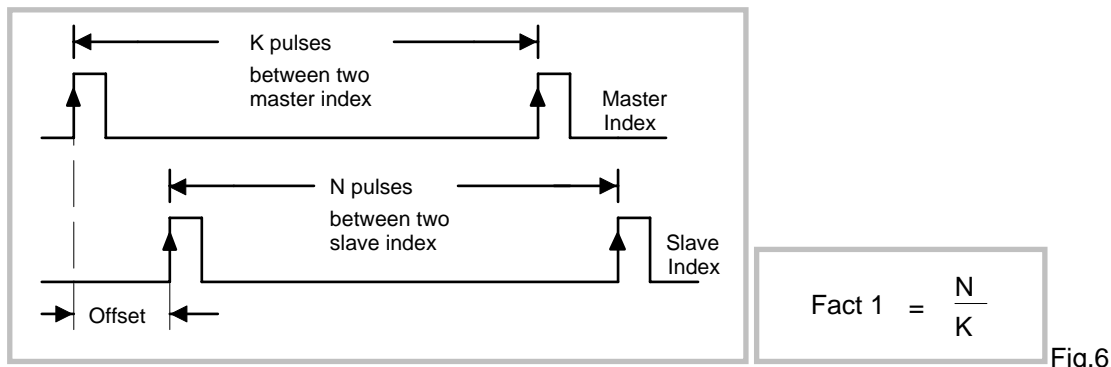 K pulses
between two
master index
Master
Index
N pulses
between two
slave index
Slave
Index
Offset
Fact 1 = N
K
Fig.6